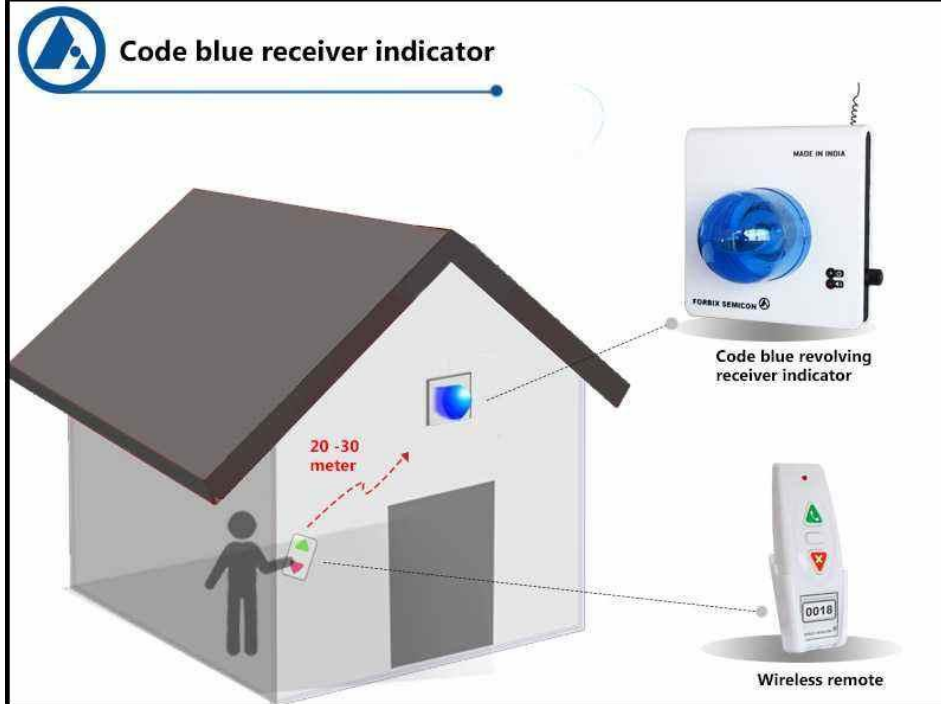 Code blue receiver indicator
MADE IN INDIA
FORBIX SEMICON
Code blue revolving
receiver indicator
20 -30
meter
0018
Wireless remote